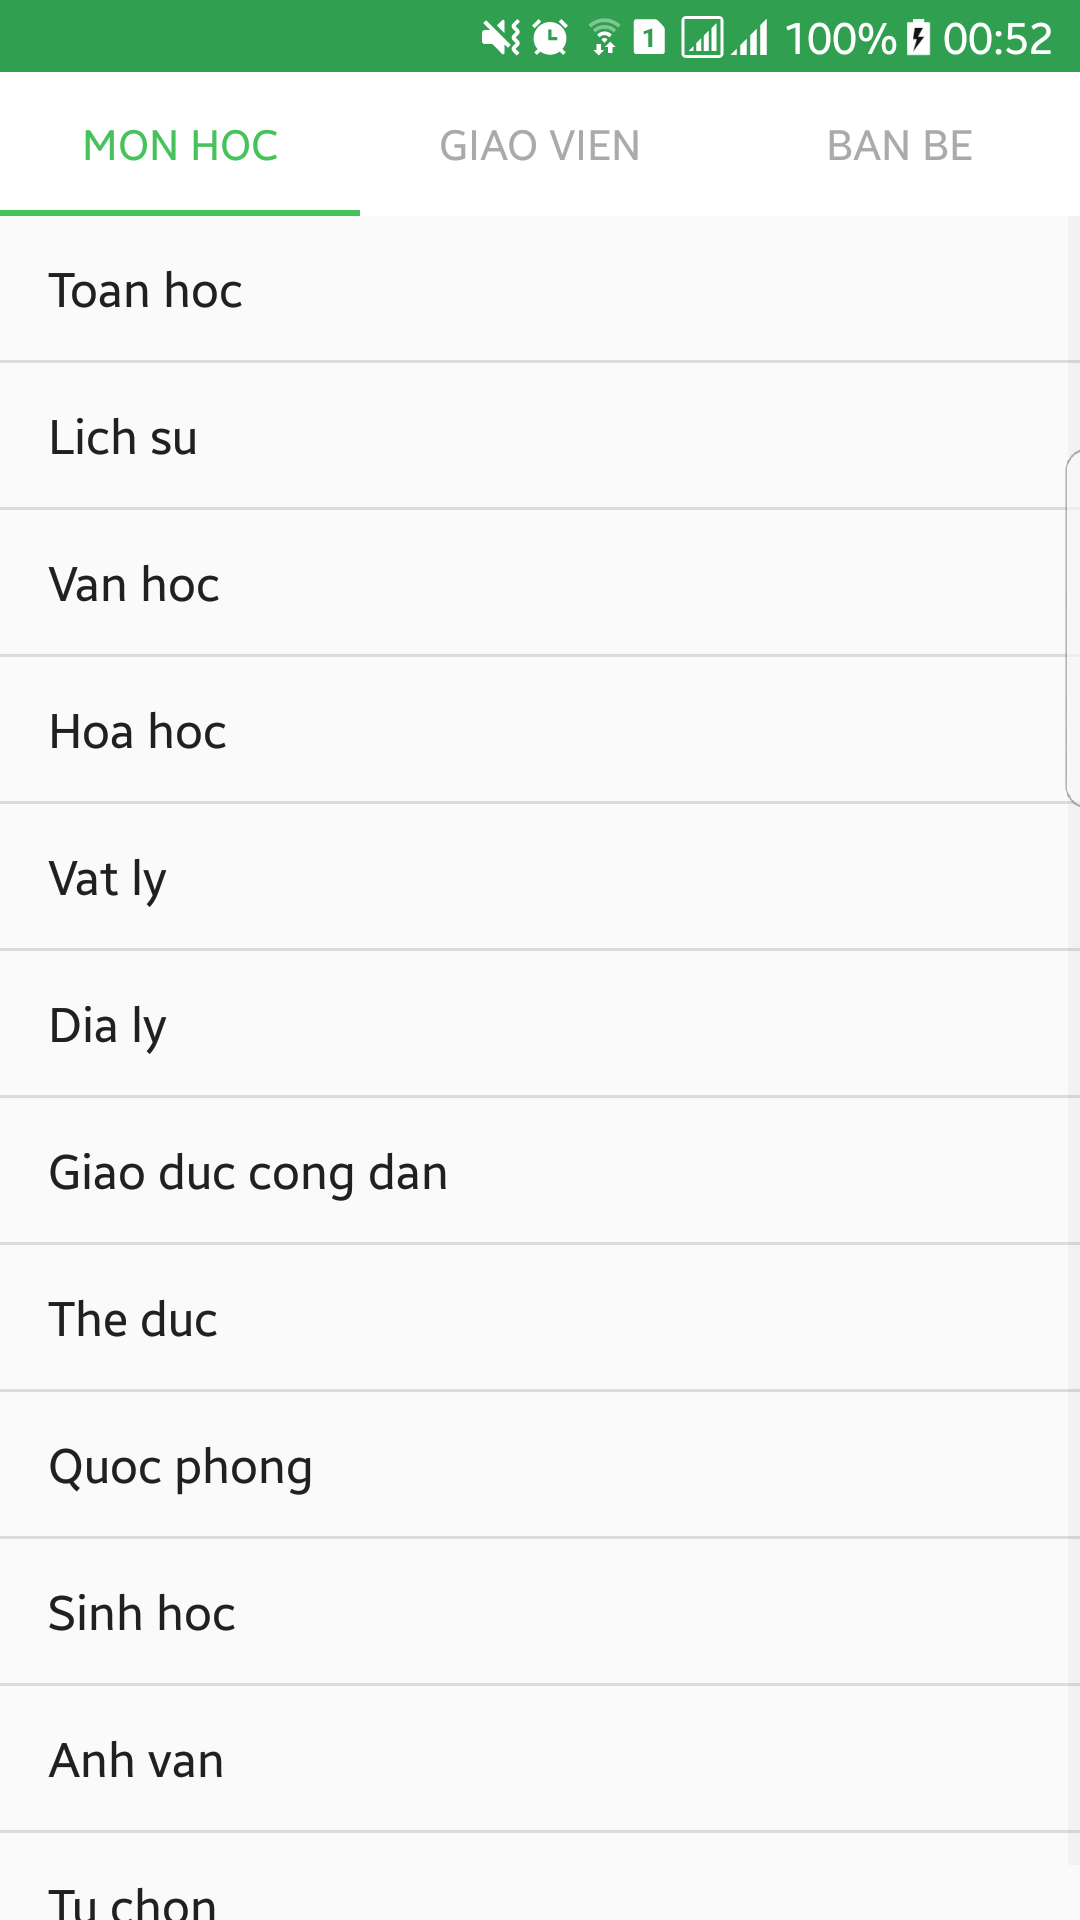 1 100% 00:52
MON HOC GIAO VIEN BAN BE
Toan hoc
Lich su
Van hoc
Hoa hoc
Vat ly
Dia ly
Giao duc cong dan
The duc
Quoc phong
Sinh hoc
Anh van
Tu chon